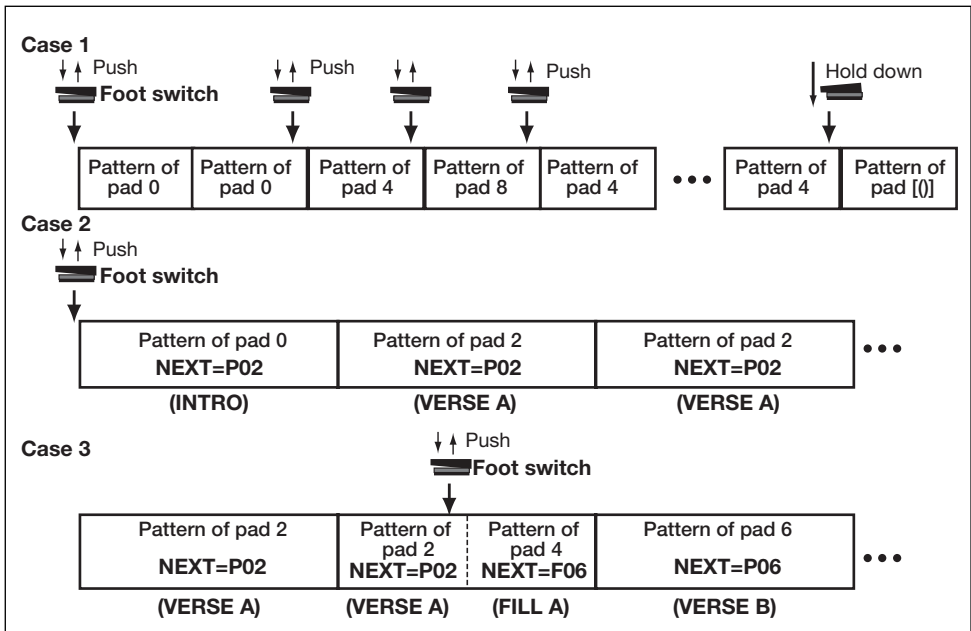 Case 1
Push
Push
Push
Hold down
Foot switch
Pattern of
pad 0
Pattern of
pad 0
Pattern of
pad 4
Pattern of
pad 8
Pattern of
pad 4
•••
Pattern of
pad 4
Pattern of
pad [()]
Case 2
Push
Foot switch
Pattern of pad 0
NEXT=P02
Pattern of pad 2
NEXT=P02
Pattern of pad 2
NEXT=P02
•••
(INTRO)
(VERSE A)
(VERSE A)
Case 3
Push
Foot switch
Pattern of pad 2
NEXT=P02
Pattern of
pad 2
NEXT=P02
Pattern of
pad 4
NEXT=F06
Pattern of pad 6
NEXT=P06
•••
(VERSE A)
(VERSE A)
(FILL A)
(VERSE B)